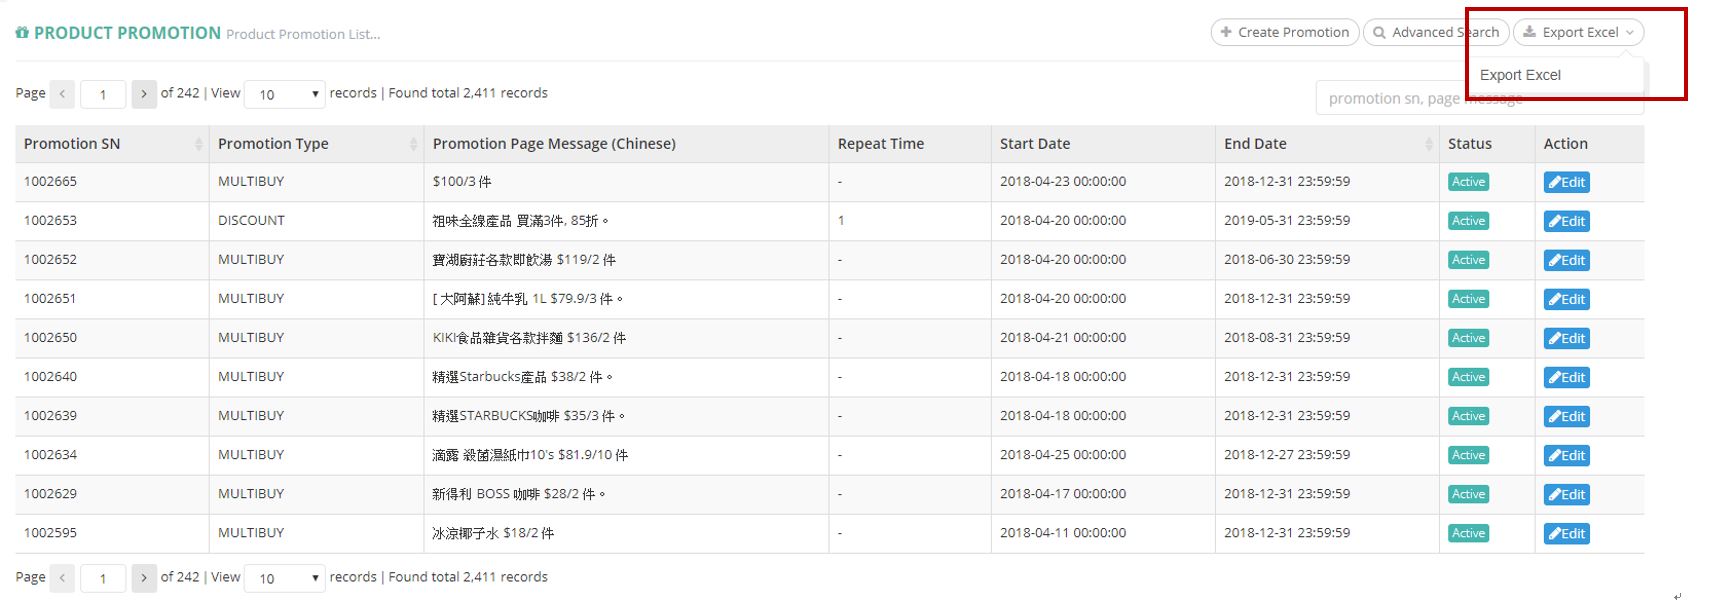 PRODUCT PROMOTION Product Promotion List...
Create Promotion Advanced Search Export Excel
Export Excel
Page 1 of 242 | View 10 records | Found total 2,411 records
promotion sn, page message
Promotion SN Promotion Type Promotion Page Message (Chinese) Repeat Time Start Date End Date Status Action
1002665 MULTIBUY $100/3 件 - 2018-04-23 00:00:00 2018-12-31 23:59:59 Active Edit
1002653 DISCOUNT 祖味全線產品 買滿3件, 85折。 1 2018-04-20 00:00:00 2019-05-31 23:59:59 Active Edit
1002652 MULTIBUY 寶湖廚莊各款即飲湯 $119/2 件 - 2018-04-20 00:00:00 2018-06-30 23:59:59 Active Edit
1002651 MULTIBUY [ 大阿蘇] 純牛乳 1L $79.9/3 件。 - 2018-04-20 00:00:00 2018-12-31 23:59:59 Active Edit
1002650 MULTIBUY KIKI食品雜貨各款拌麵 $136/2 件 - 2018-04-21 00:00:00 2018-08-31 23:59:59 Active Edit
1002640 MULTIBUY 精選Starbucks產品 $38/2 件。 - 2018-04-18 00:00:00 2018-12-31 23:59:59 Active Edit
1002639 MULTIBUY 精選STARBUCKS咖啡 $35/3 件。 - 2018-04-18 00:00:00 2018-12-31 23:59:59 Active Edit
1002634 MULTIBUY 滴露 殺菌濕紙巾10's $81.9/10 件 - 2018-04-25 00:00:00 2018-12-27 23:59:59 Active Edit
1002629 MULTIBUY 新得利 BOSS 咖啡 $28/2 件。 - 2018-04-17 00:00:00 2018-12-31 23:59:59 Active Edit
1002595 MULTIBUY 冰涼椰子水 $18/2 件 - 2018-04-11 00:00:00 2018-12-31 23:59:59 Active Edit
Page 1 of 242 | View 10 records | Found total 2,411 records